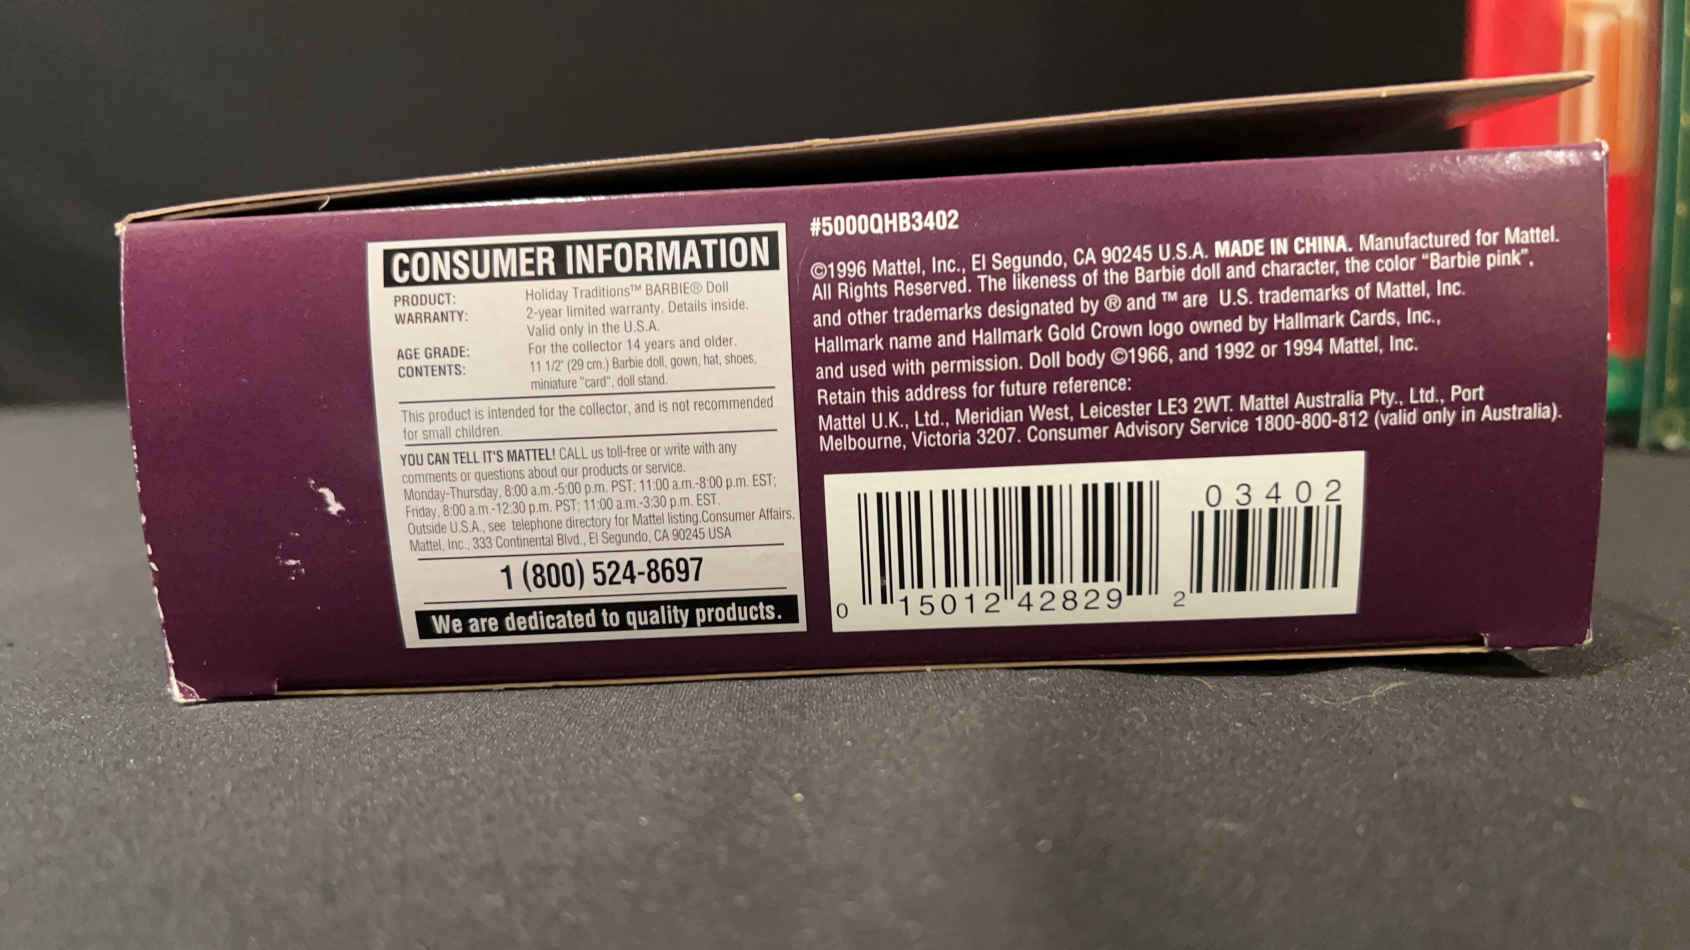 CONSUMER INFORMATION
PRODUCT: Holiday Traditions™ BARBIE® Doll
WARRANTY: 2-year limited warranty. Details inside.
Valid only in the U.S.A.
AGE GRADE: For the collector 14 years and older.
CONTENTS: 11 1/2" (29 cm.) Barbie doll, gown, hat, shoes,
miniature "card", doll stand.
This product is intended for the collector, and is not recommended
for small children.
YOU CAN TELL IT'S MATTEL! CALL us toll-free or write with any
comments or questions about our products or service.
Monday-Thursday, 8:00 a.m.-5:00 p.m. PST; 11:00 a.m.-8:00 p.m. EST;
Friday, 8:00 a.m.-12:30 p.m. PST; 11:00 a.m.-3:30 p.m. EST.
Outside U.S.A., see telephone directory for Mattel listing.Consumer Affairs,
Mattel, Inc., 333 Continental Blvd., El Segundo, CA 90245 USA
1 (800) 524-8697
We are dedicated to quality products.
#5000QHB3402
©1996 Mattel, Inc., El Segundo, CA 90245 U.S.A. MADE IN CHINA. Manufactured for Mattel.
All Rights Reserved. The likeness of the Barbie doll and character, the color "Barbie pink",
and other trademarks designated by ® and ™ are U.S. trademarks of Mattel, Inc.
Hallmark name and Hallmark Gold Crown logo owned by Hallmark Cards, Inc.,
and used with permission. Doll body ©1966, and 1992 or 1994 Mattel, Inc.
Retain this address for future reference:
Mattel U.K., Ltd., Meridian West, Leicester LE3 2WT. Mattel Australia Pty., Ltd., Port
Melbourne, Victoria 3207. Consumer Advisory Service 1800-800-812 (valid only in Australia).
03402
0 15012 42829 2